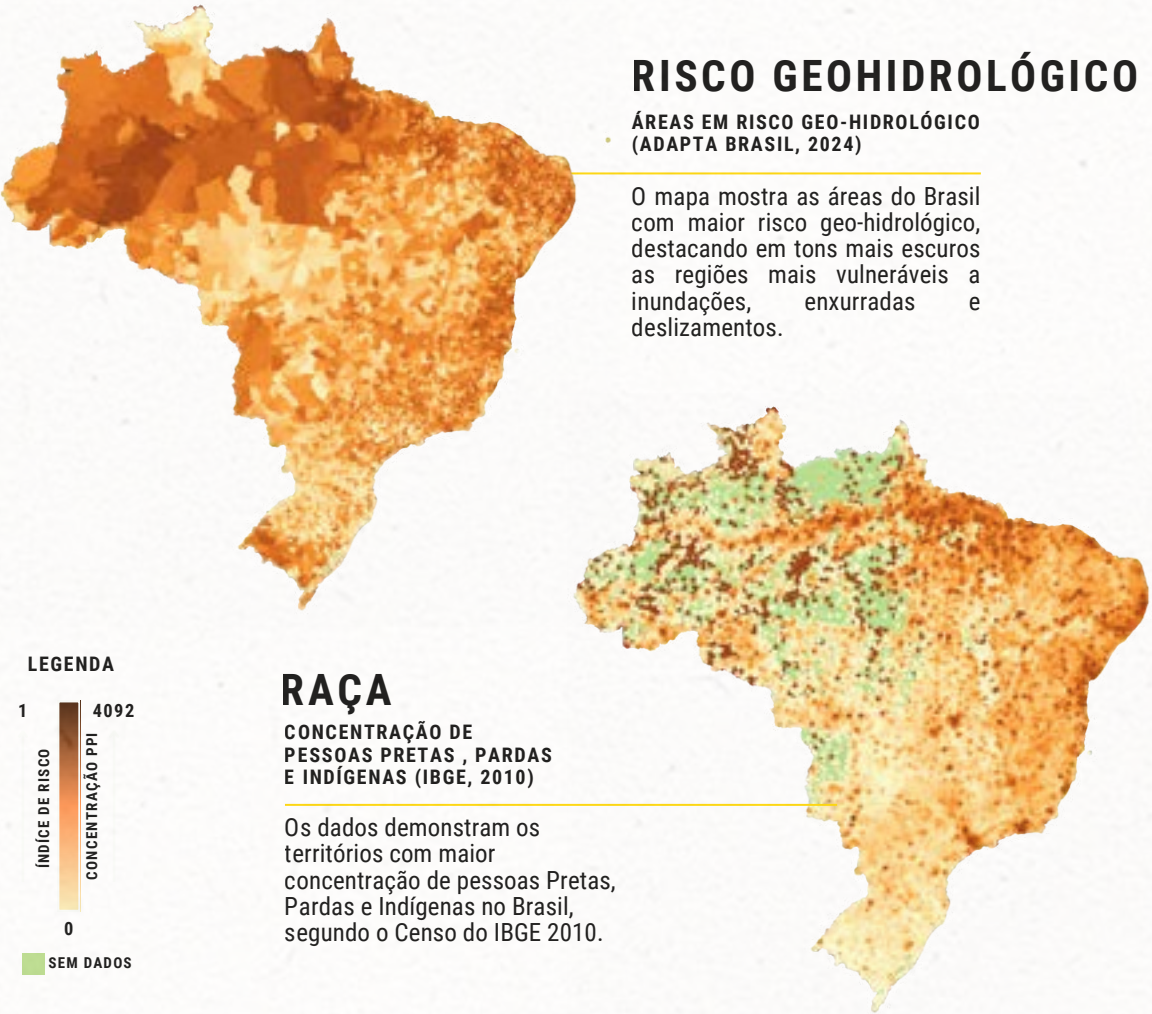 RISCO GEOHIDROLÓGICO
ÁREAS EM RISCO GEO-HIDROLÓGICO
(ADAPTA BRASIL, 2024)
O mapa mostra as áreas do Brasil
com maior risco geo-hidrológico,
destacando em tons mais escuros
as regiões mais vulneráveis a
inundações, enxurradas e
deslizamentos.
RAÇA
CONCENTRAÇÃO DE
PESSOAS PRETAS , PARDAS
E INDÍGENAS (IBGE, 2010)
Os dados demonstram os
territórios com maior
concentração de pessoas Pretas,
Pardas e Indígenas no Brasil,
segundo o Censo do IBGE 2010.
LEGENDA
1
4092
ÍNDÍCE DE RISCO
CONCENTRAÇÃO PPI
0
SEM DADOS